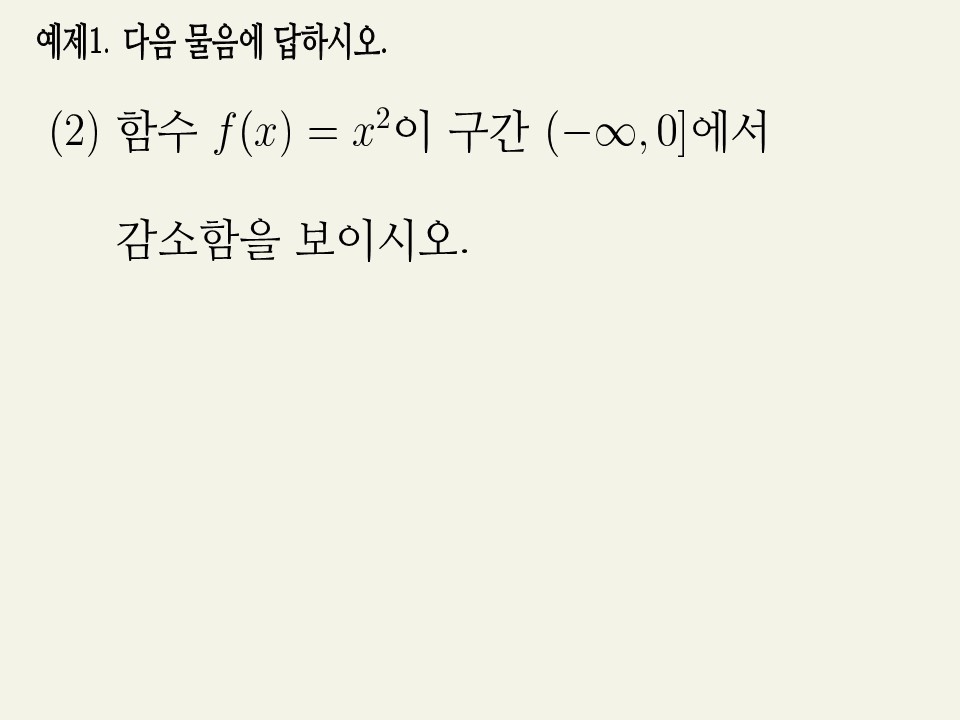 예제1. 다음 물음에 답하시오.
(2) 함수 f(x) = x²이 구간 (−∞, 0]에서
감소함을 보이시오.